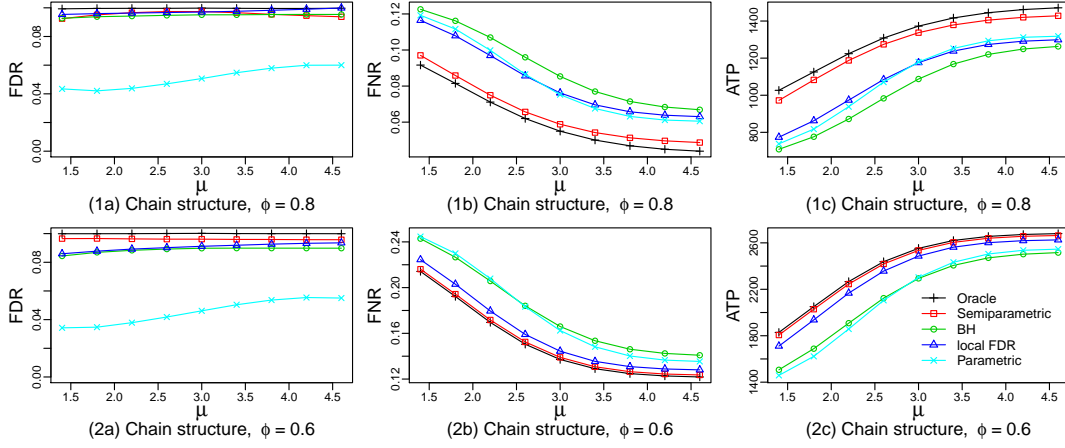 FDR
0.00 0.04 0.08
1.5 2.0 2.5 3.0 3.5 4.0 4.5
μ
(1a) Chain structure, ϕ = 0.8
FNR
0.06 0.08 0.10 0.12
1.5 2.0 2.5 3.0 3.5 4.0 4.5
μ
(1b) Chain structure, ϕ = 0.8
ATP
800 1000 1200 1400
1.5 2.0 2.5 3.0 3.5 4.0 4.5
μ
(1c) Chain structure, ϕ = 0.8
FDR
0.00 0.04 0.08
1.5 2.0 2.5 3.0 3.5 4.0 4.5
μ
(2a) Chain structure, ϕ = 0.6
FNR
0.12 0.16 0.20 0.24
1.5 2.0 2.5 3.0 3.5 4.0 4.5
μ
(2b) Chain structure, ϕ = 0.6
ATP
1400 1800 2200 2600
Oracle
Semiparametric
BH
local FDR
Parametric
1.5 2.0 2.5 3.0 3.5 4.0 4.5
μ
(2c) Chain structure, ϕ = 0.6